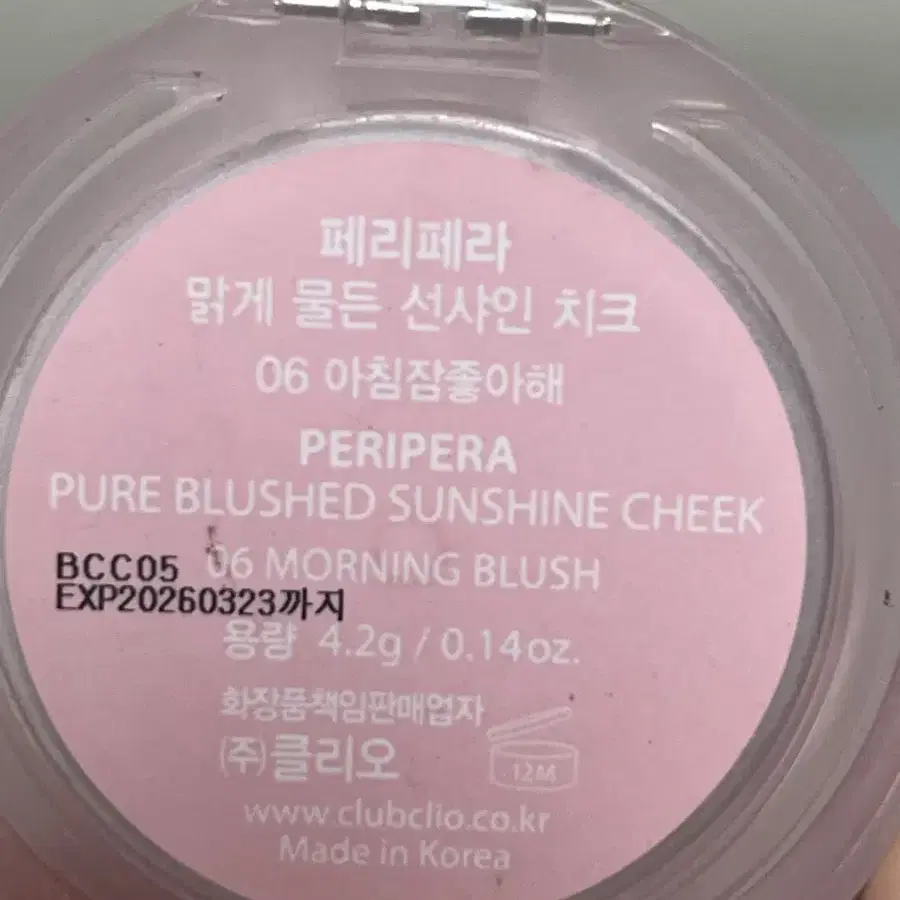 페리페라
맑게 물든 선샤인 치크
06 아침잠좋아해
PERIPERA
PURE BLUSHED SUNSHINE CHEEK
06 MORNING BLUSH
BCC05
EXP20260323까지
용량 4.2g / 0.14oz.
화장품책임판매업자
(주)클리오
12M
www.clubclio.co.kr
Made in Korea